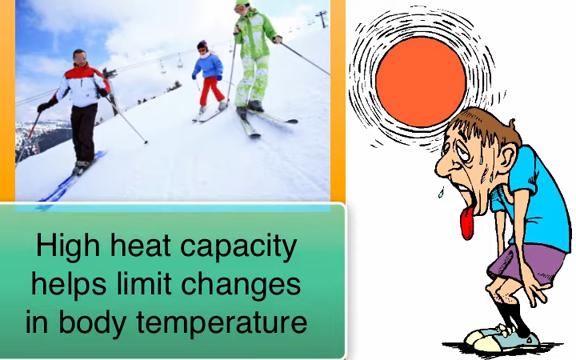 High heat capacity
helps limit changes
in body temperature